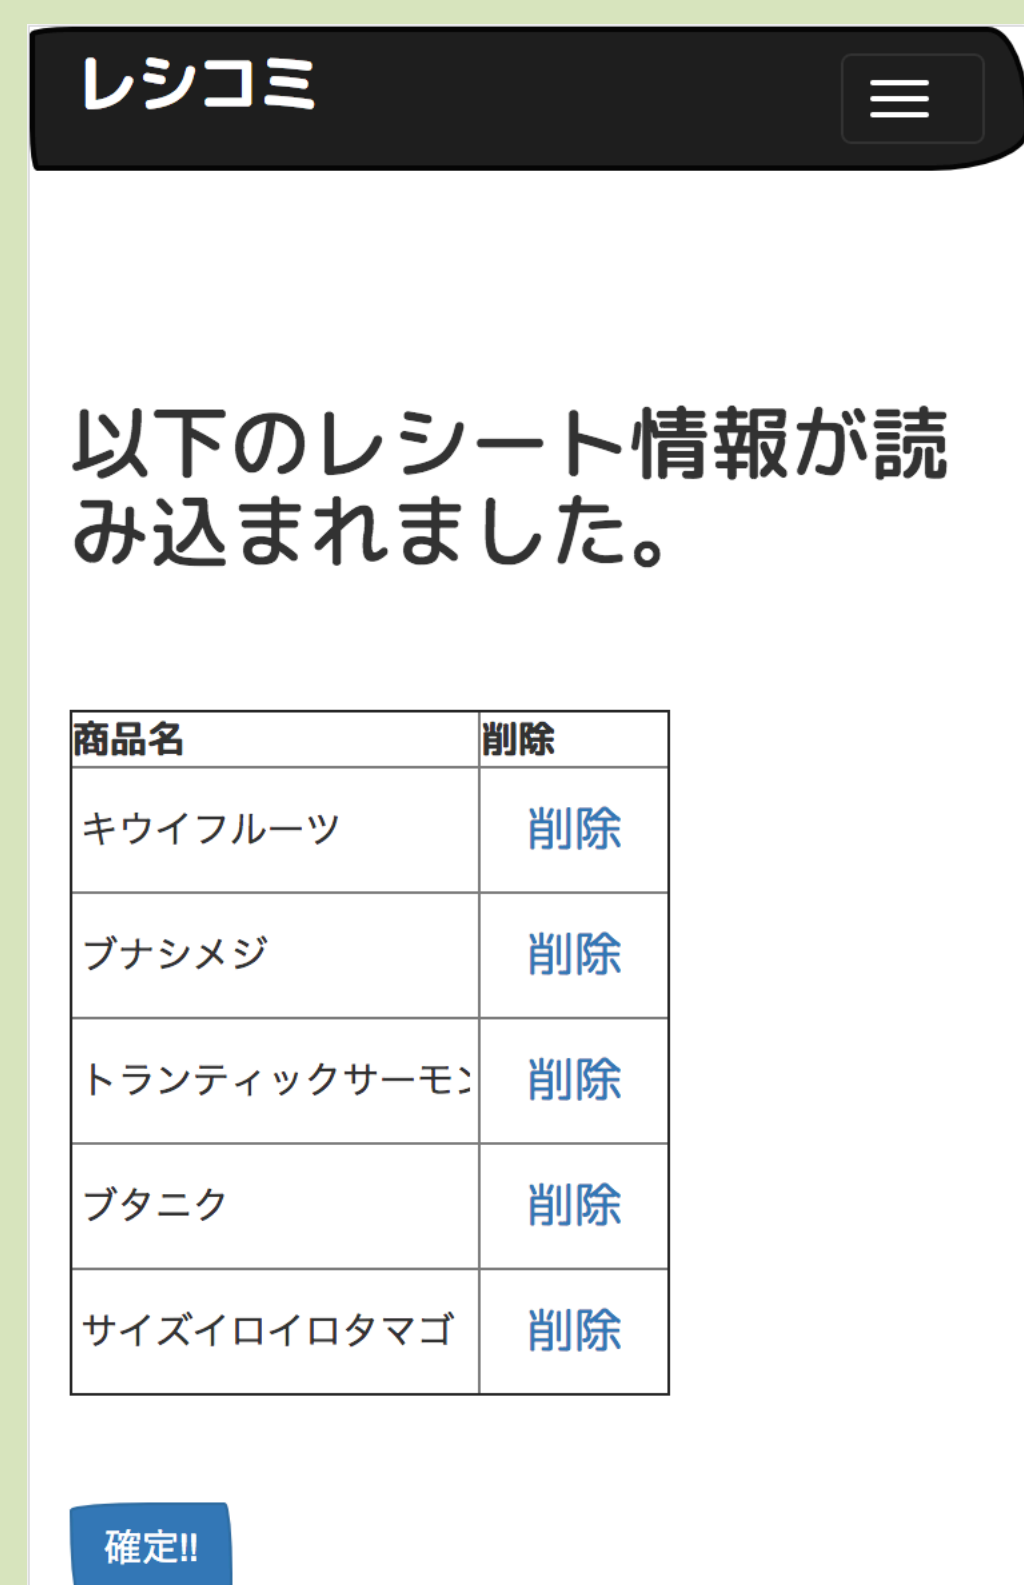 レシコミ
以下のレシート情報が読
み込まれました。
商品名 削除
キウイフルーツ 削除
ブナシメジ 削除
トランティックサーモン 削除
ブタニク 削除
サイズイロイロタマゴ 削除
確定!!